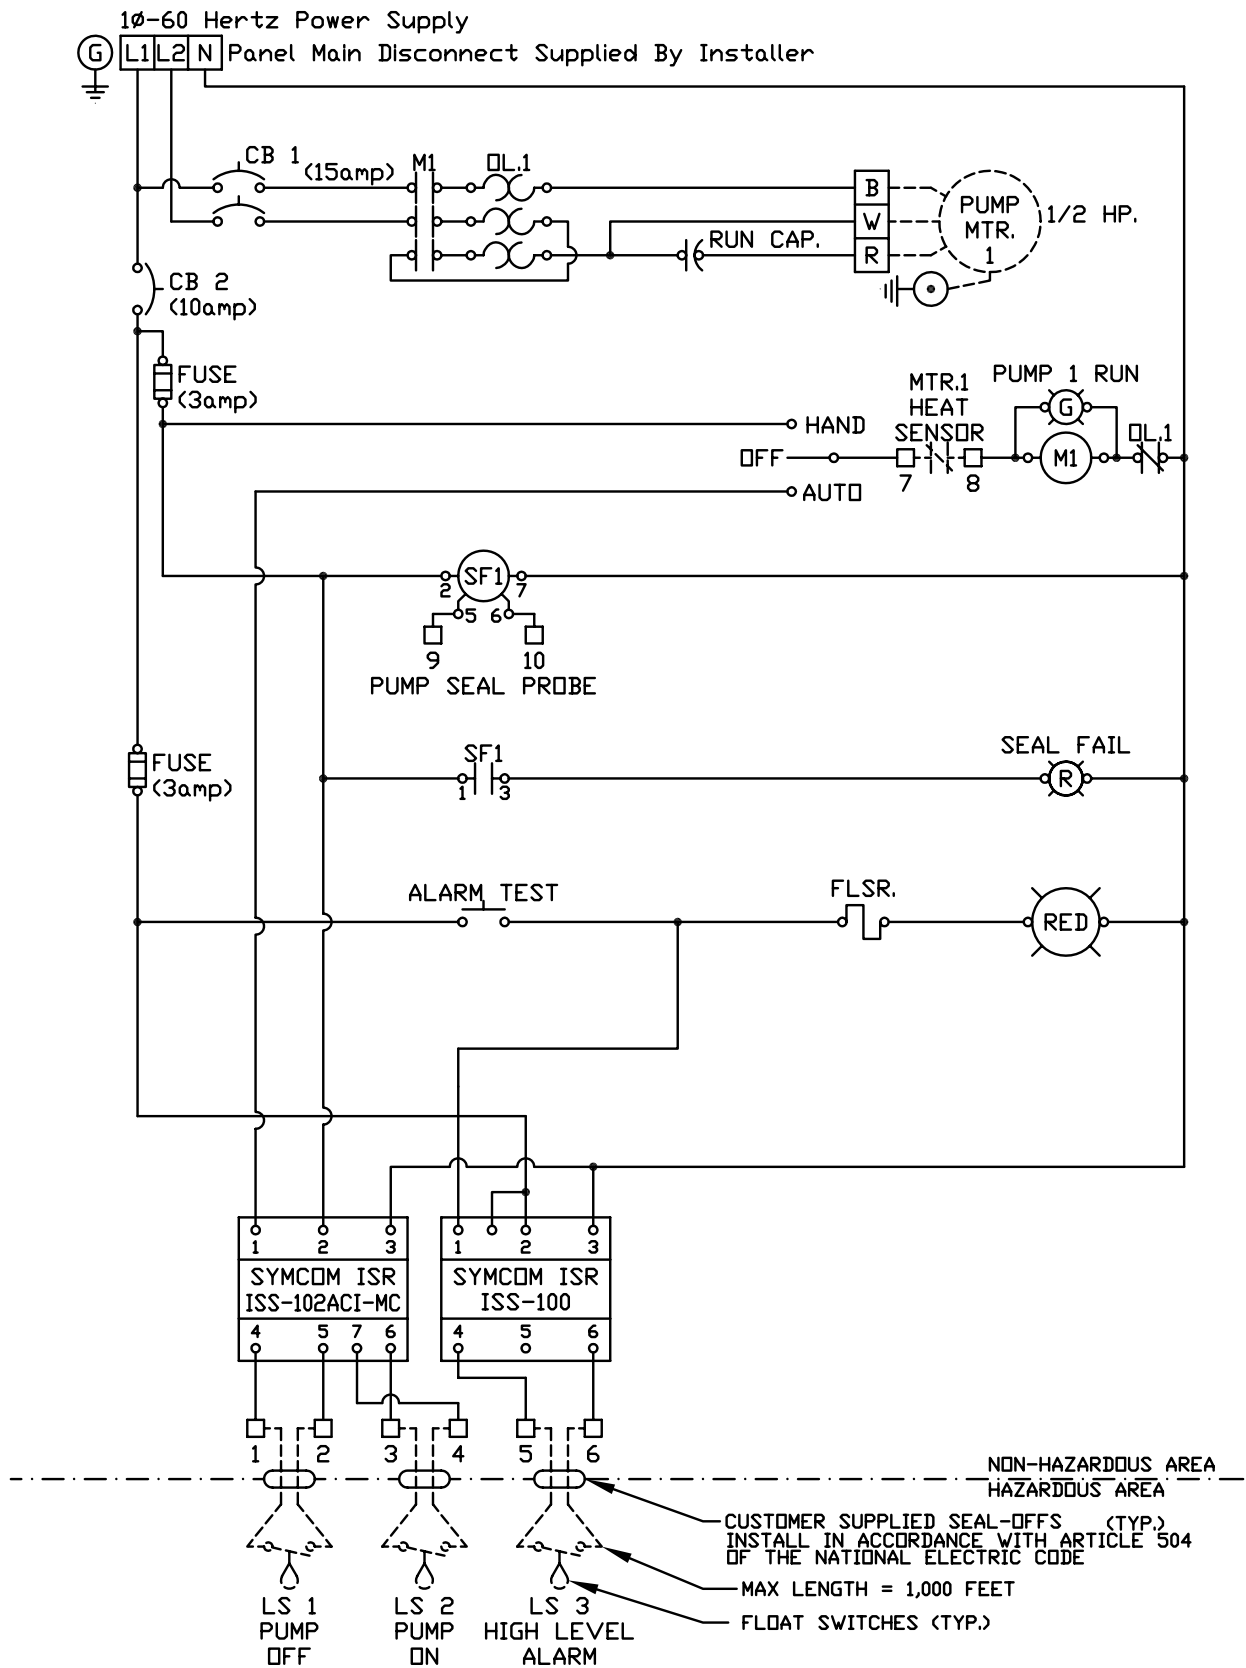 1Ø-60 Hertz Power Supply
G L1 L2 N Panel Main Disconnect Supplied By Installer
CB 1
(15amp)
M1
OL.1
B
W
R
PUMP
MTR.
1
1/2 HP.
RUN CAP.
CB 2
(10amp)
FUSE
(3amp)
HAND
OFF
AUTO
MTR.1
HEAT
SENSOR
7
8
PUMP 1 RUN
G
M1
OL.1
SF1
2
7
5
6
9
10
PUMP SEAL PROBE
FUSE
(3amp)
SF1
1
3
SEAL FAIL
R
ALARM TEST
FLSR.
RED
1 2 3
SYMCOM ISR
ISS-102ACI-MC
4 5 7 6
1 2 3
SYMCOM ISR
ISS-100
4 5 6
1 2 3 4 5 6
NON-HAZARDOUS AREA
HAZARDOUS AREA
CUSTOMER SUPPLIED SEAL-OFFS (TYP.)
INSTALL IN ACCORDANCE WITH ARTICLE 504
OF THE NATIONAL ELECTRIC CODE
MAX LENGTH = 1,000 FEET
FLOAT SWITCHES (TYP.)
LS 1
PUMP
OFF
LS 2
PUMP
ON
LS 3
HIGH LEVEL
ALARM